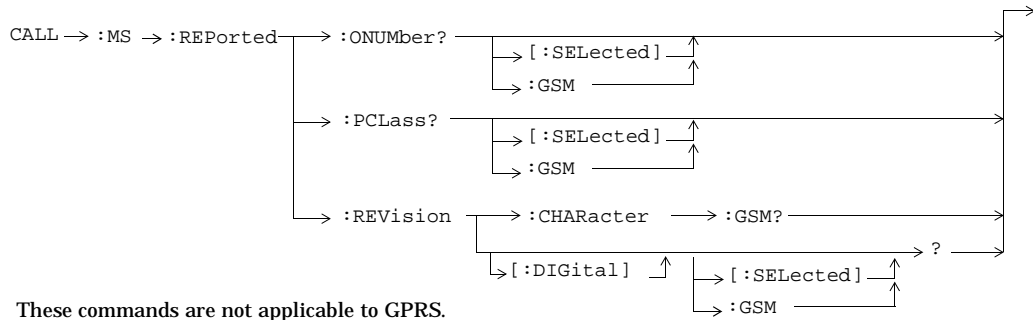 CALL :MS :REPorted :ONUMber?
[:SELected]
:GSM
:PCLass?
[:SELected]
:GSM
:REVision :CHARacter :GSM?
?
[:DIGital] [:SELected]
:GSM
These commands are not applicable to GPRS.